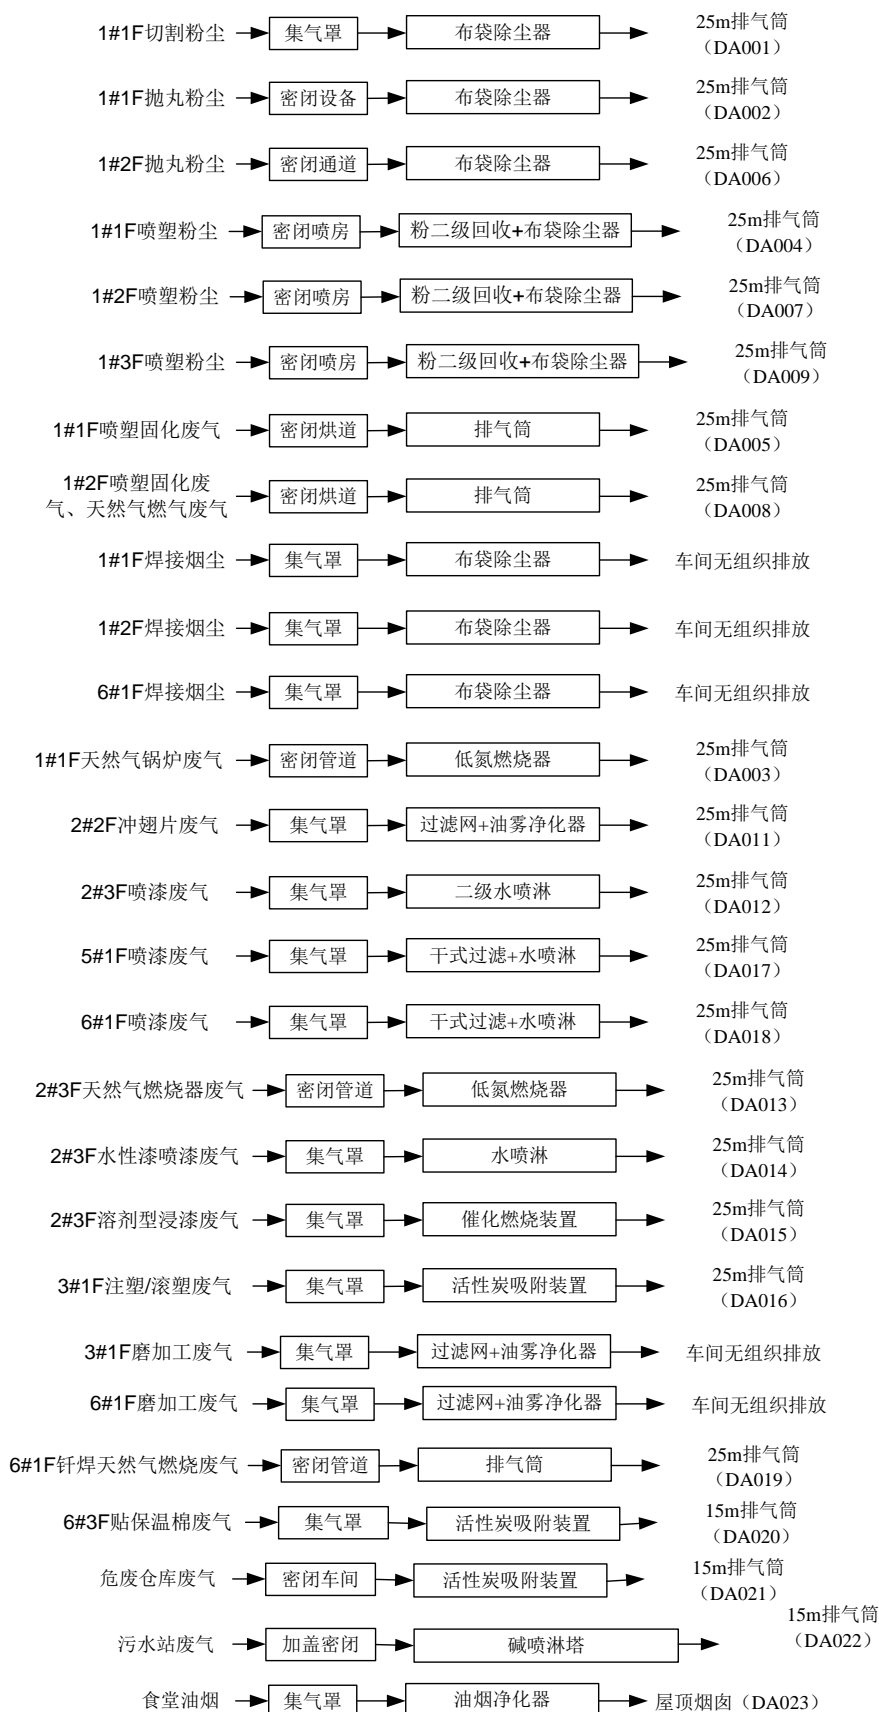 1#1F切割粉尘 集气罩 布袋除尘器 25m排气筒
（DA001）
1#1F抛丸粉尘 密闭设备 布袋除尘器 25m排气筒
（DA002）
1#2F抛丸粉尘 密闭通道 布袋除尘器 25m排气筒
（DA006）
1#1F喷塑粉尘 密闭喷房 粉二级回收+布袋除尘器 25m排气筒
（DA004）
1#2F喷塑粉尘 密闭喷房 粉二级回收+布袋除尘器 25m排气筒
（DA007）
1#3F喷塑粉尘 密闭喷房 粉二级回收+布袋除尘器 25m排气筒
（DA009）
1#1F喷塑固化废气 密闭烘道 排气筒 25m排气筒
（DA005）
1#2F喷塑固化废
气、天然气燃气废气 密闭烘道 排气筒 25m排气筒
（DA008）
1#1F焊接烟尘 集气罩 布袋除尘器 车间无组织排放
1#2F焊接烟尘 集气罩 布袋除尘器 车间无组织排放
6#1F焊接烟尘 集气罩 布袋除尘器 车间无组织排放
1#1F天然气锅炉废气 密闭管道 低氮燃烧器 25m排气筒
（DA003）
2#2F冲翅片废气 集气罩 过滤网+油雾净化器 25m排气筒
（DA011）
2#3F喷漆废气 集气罩 二级水喷淋 25m排气筒
（DA012）
5#1F喷漆废气 集气罩 干式过滤+水喷淋 25m排气筒
（DA017）
6#1F喷漆废气 集气罩 干式过滤+水喷淋 25m排气筒
（DA018）
2#3F天然气燃烧器废气 密闭管道 低氮燃烧器 25m排气筒
（DA013）
2#3F水性漆喷漆废气 集气罩 水喷淋 25m排气筒
（DA014）
2#3F溶剂型浸漆废气 集气罩 催化燃烧装置 25m排气筒
（DA015）
3#1F注塑/滚塑废气 集气罩 活性炭吸附装置 25m排气筒
（DA016）
3#1F磨加工废气 集气罩 过滤网+油雾净化器 车间无组织排放
6#1F磨加工废气 集气罩 过滤网+油雾净化器 车间无组织排放
6#1F钎焊天然气燃烧废气 密闭管道 排气筒 25m排气筒
（DA019）
6#3F贴保温棉废气 集气罩 活性炭吸附装置 15m排气筒
（DA020）
危废仓库废气 密闭车间 活性炭吸附装置 15m排气筒
（DA021）
污水站废气 加盖密闭 碱喷淋塔 15m排气筒
（DA022）
食堂油烟 集气罩 油烟净化器 屋顶烟囱（DA023）